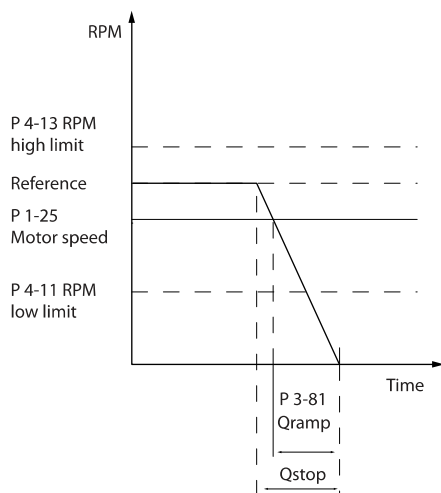 RPM
P 4-13 RPM
high limit
Reference
P 1-25
Motor speed
P 4-11 RPM
low limit
Time
P 3-81
Qramp
Qstop